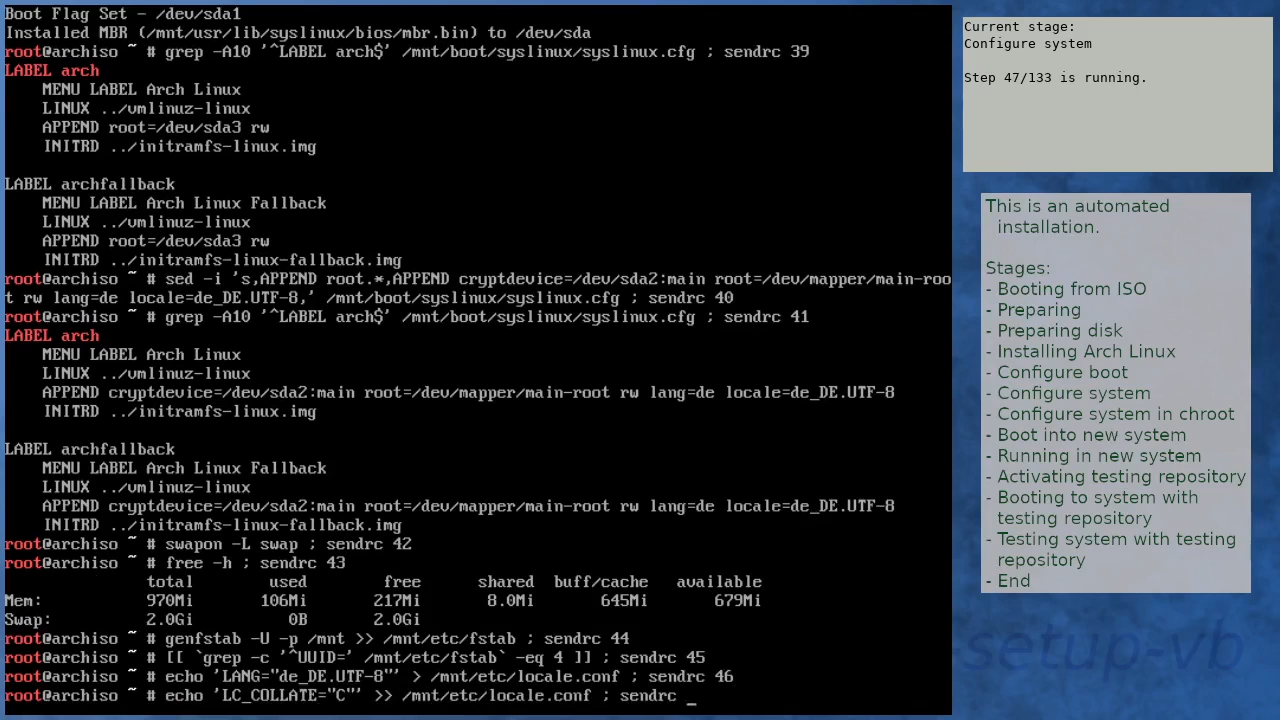 Boot Flag Set - /dev/sda1
Installed MBR (/mnt/usr/lib/syslinux/bios/mbr.bin) to /dev/sda
root@archiso ~ # grep -A10 '^LABEL arch$' /mnt/boot/syslinux/syslinux.cfg ; sendrc 39
LABEL arch
    MENU LABEL Arch Linux
    LINUX ../vmlinuz-linux
    APPEND root=/dev/sda3 rw
    INITRD ../initramfs-linux.img

LABEL archfallback
    MENU LABEL Arch Linux Fallback
    LINUX ../vmlinuz-linux
    APPEND root=/dev/sda3 rw
    INITRD ../initramfs-linux-fallback.img
root@archiso ~ # sed -i 's,APPEND root.*,APPEND cryptdevice=/dev/sda2:main root=/dev/mapper/main-roo
t rw lang=de locale=de_DE.UTF-8,' /mnt/boot/syslinux/syslinux.cfg ; sendrc 40
root@archiso ~ # grep -A10 '^LABEL arch$' /mnt/boot/syslinux/syslinux.cfg ; sendrc 41
LABEL arch
    MENU LABEL Arch Linux
    LINUX ../vmlinuz-linux
    APPEND cryptdevice=/dev/sda2:main root=/dev/mapper/main-root rw lang=de locale=de_DE.UTF-8
    INITRD ../initramfs-linux.img

LABEL archfallback
    MENU LABEL Arch Linux Fallback
    LINUX ../vmlinuz-linux
    APPEND cryptdevice=/dev/sda2:main root=/dev/mapper/main-root rw lang=de locale=de_DE.UTF-8
    INITRD ../initramfs-linux-fallback.img
root@archiso ~ # swapon -L swap ; sendrc 42
root@archiso ~ # free -h ; sendrc 43
               total        used        free      shared  buff/cache   available
Mem:           970Mi       106Mi       217Mi       8.0Mi       645Mi       679Mi
Swap:          2.0Gi          0B       2.0Gi
root@archiso ~ # genfstab -U -p /mnt >> /mnt/etc/fstab ; sendrc 44
root@archiso ~ # [[ `grep -c '^UUID=' /mnt/etc/fstab` -eq 4 ]] ; sendrc 45
root@archiso ~ # echo 'LANG="de_DE.UTF-8"' > /mnt/etc/locale.conf ; sendrc 46
root@archiso ~ # echo 'LC_COLLATE="C"' >> /mnt/etc/locale.conf ; sendrc _
Current stage:
Configure system

Step 47/133 is running.
This is an automated
installation.

Stages:
- Booting from ISO
- Preparing
- Preparing disk
- Installing Arch Linux
- Configure boot
- Configure system
- Configure system in chroot
- Boot into new system
- Running in new system
- Activating testing repository
- Booting to system with
testing repository
- Testing system with testing
repository
- End
-setup-vb